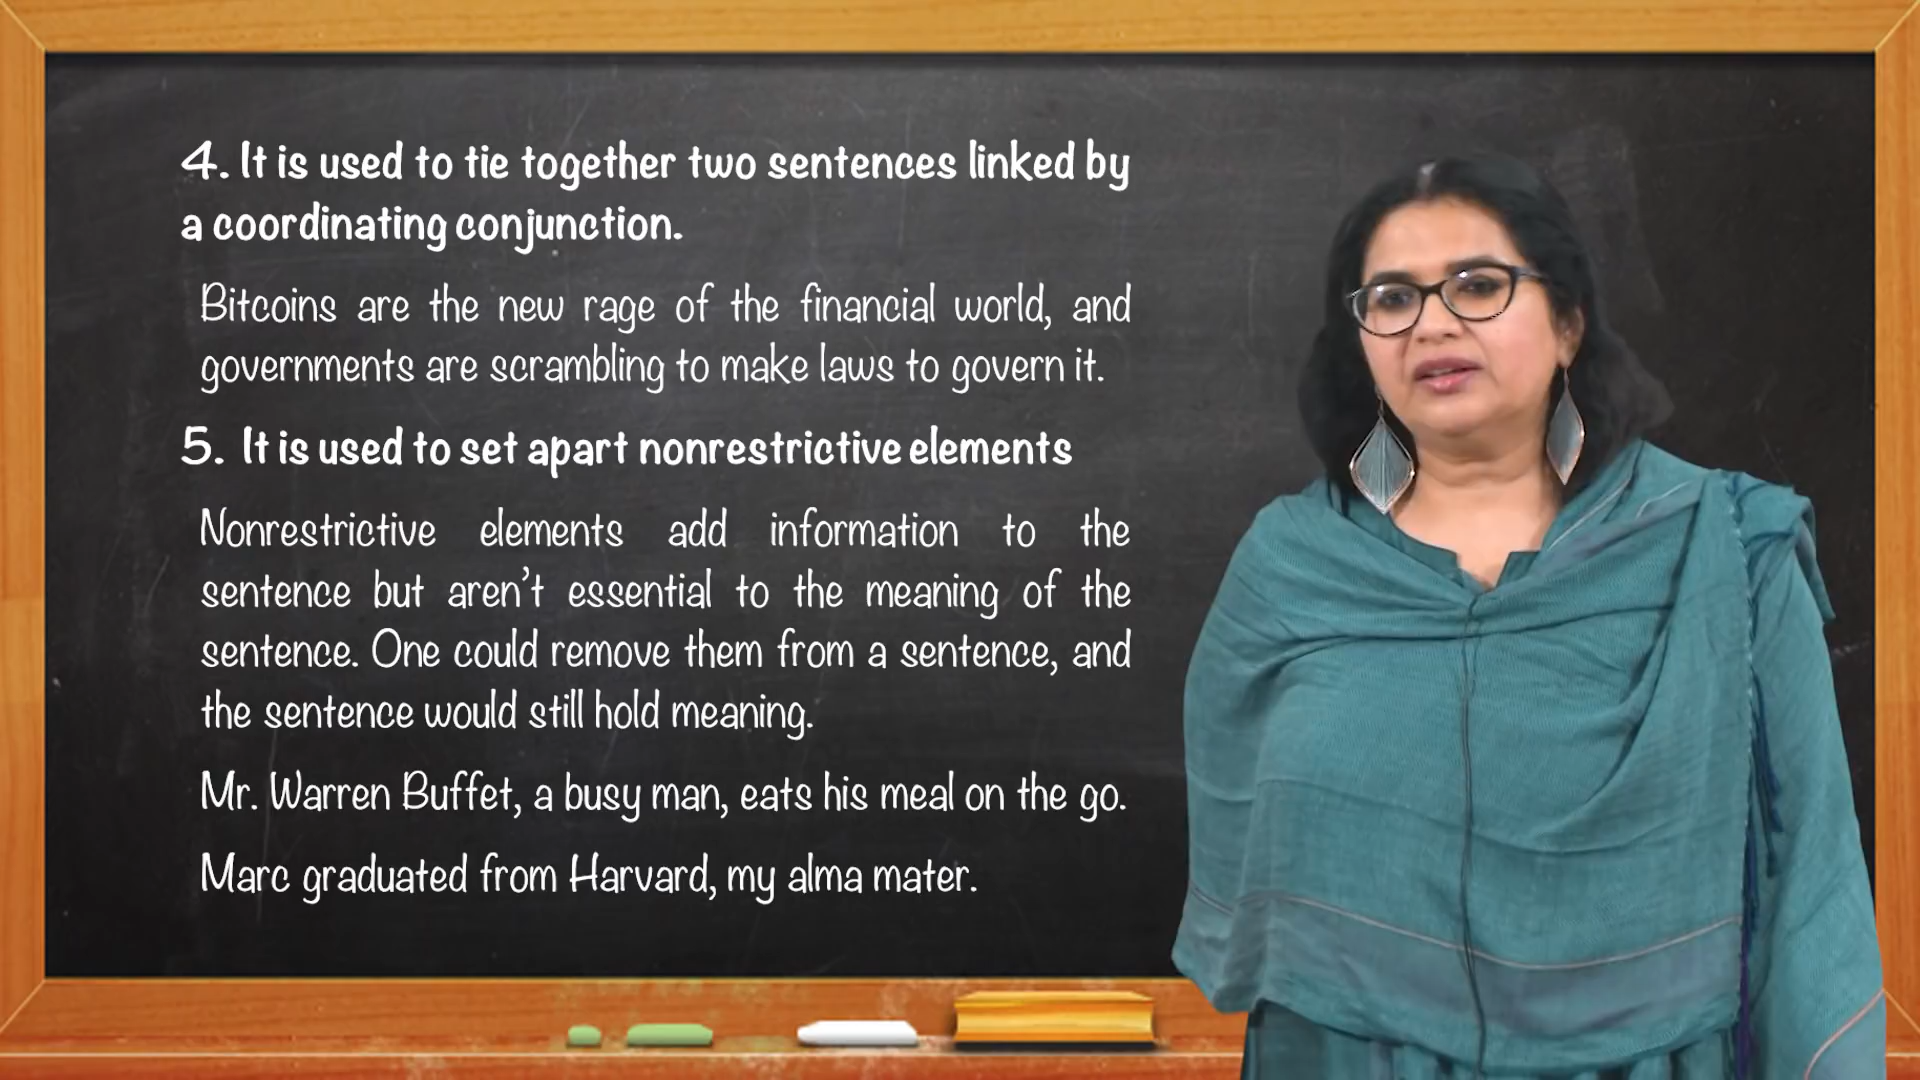 4. It is used to tie together two sentences linked by
a coordinating conjunction.
Bitcoins are the new rage of the financial world, and
governments are scrambling to make laws to govern it.
5. It is used to set apart nonrestrictive elements
Nonrestrictive elements add information to the
sentence but aren’t essential to the meaning of the
sentence. One could remove them from a sentence, and
the sentence would still hold meaning.
Mr. Warren Buffet, a busy man, eats his meal on the go.
Marc graduated from Harvard, my alma mater.